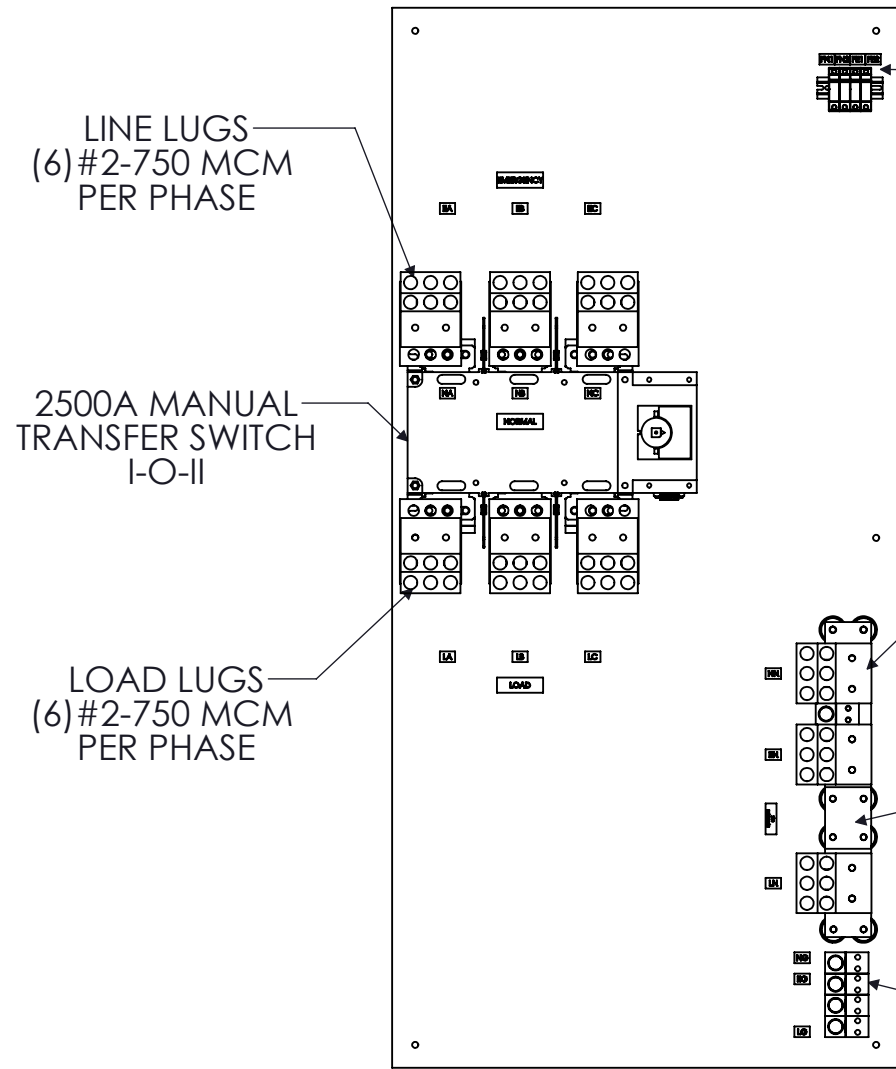 LINE LUGS
(6)#2-750 MCM
PER PHASE
EMERGENCY
EA EB EC
2500A MANUAL
TRANSFER SWITCH
I-O-II
NA NB NC
NORMAL
LOAD LUGS
(6)#2-750 MCM
PER PHASE
LA LB LC
LOAD
NN
EN
LN
NG
EG
LG